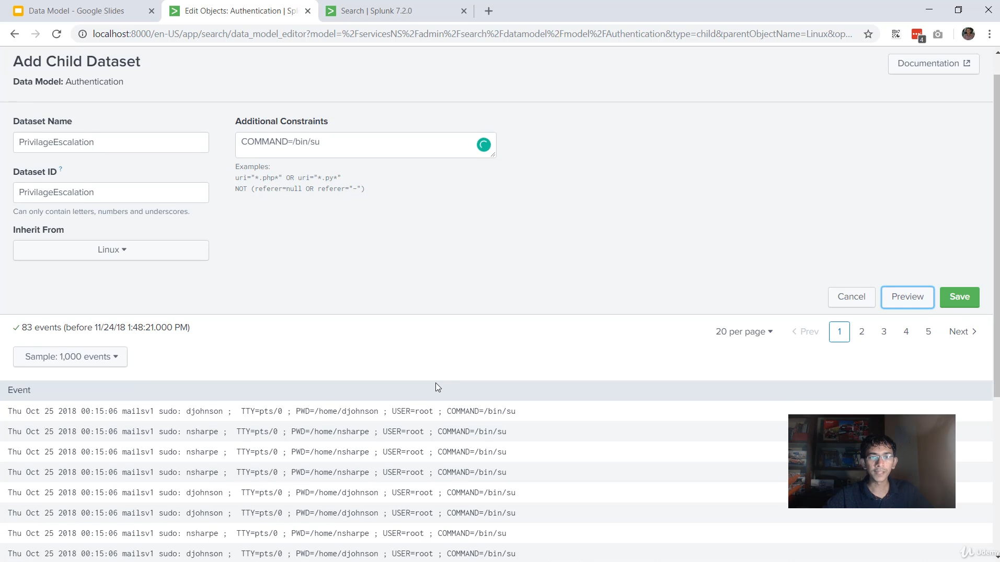 Data Model - Google Slides
Edit Objects: Authentication | Spl
Search | Splunk 7.2.0
localhost:8000/en-US/app/search/data_model_editor?model=%2FservicesNS%2Fadmin%2Fsearch%2Fdatamodel%2Fmodel%2FAuthentication&type=child&parentObjectName=Linux&op...
4
Add Child Dataset
Documentation
Data Model: Authentication
Dataset Name
Additional Constraints
PrivilageEscalation
COMMAND=/bin/su
Examples:
uri="*.php*" OR uri="*.py*"
NOT (referer=null OR referer="-")
Dataset ID ?
PrivilageEscalation
Can only contain letters, numbers and underscores.
Inherit From
Linux
Cancel
Preview
Save
83 events (before 11/24/18 1:48:21.000 PM)
20 per page
Prev
1
2
3
4
5
Next
Sample: 1,000 events
Event
Thu Oct 25 2018 00:15:06 mailsv1 sudo: djohnson ;  TTY=pts/0 ; PWD=/home/djohnson ; USER=root ; COMMAND=/bin/su
Thu Oct 25 2018 00:15:06 mailsv1 sudo: nsharpe ;  TTY=pts/0 ; PWD=/home/nsharpe ; USER=root ; COMMAND=/bin/su
Thu Oct 25 2018 00:15:06 mailsv1 sudo: nsharpe ;  TTY=pts/0 ; PWD=/home/nsharpe ; USER=root ; COMMAND=/bin/su
Thu Oct 25 2018 00:15:06 mailsv1 sudo: nsharpe ;  TTY=pts/0 ; PWD=/home/nsharpe ; USER=root ; COMMAND=/bin/su
Thu Oct 25 2018 00:15:06 mailsv1 sudo: djohnson ;  TTY=pts/0 ; PWD=/home/djohnson ; USER=root ; COMMAND=/bin/su
Thu Oct 25 2018 00:15:06 mailsv1 sudo: djohnson ;  TTY=pts/0 ; PWD=/home/djohnson ; USER=root ; COMMAND=/bin/su
Thu Oct 25 2018 00:15:06 mailsv1 sudo: nsharpe ;  TTY=pts/0 ; PWD=/home/nsharpe ; USER=root ; COMMAND=/bin/su
Thu Oct 25 2018 00:15:06 mailsv1 sudo: djohnson ;  TTY=pts/0 ; PWD=/home/djohnson ; USER=root ; COMMAND=/bin/su
Udemy